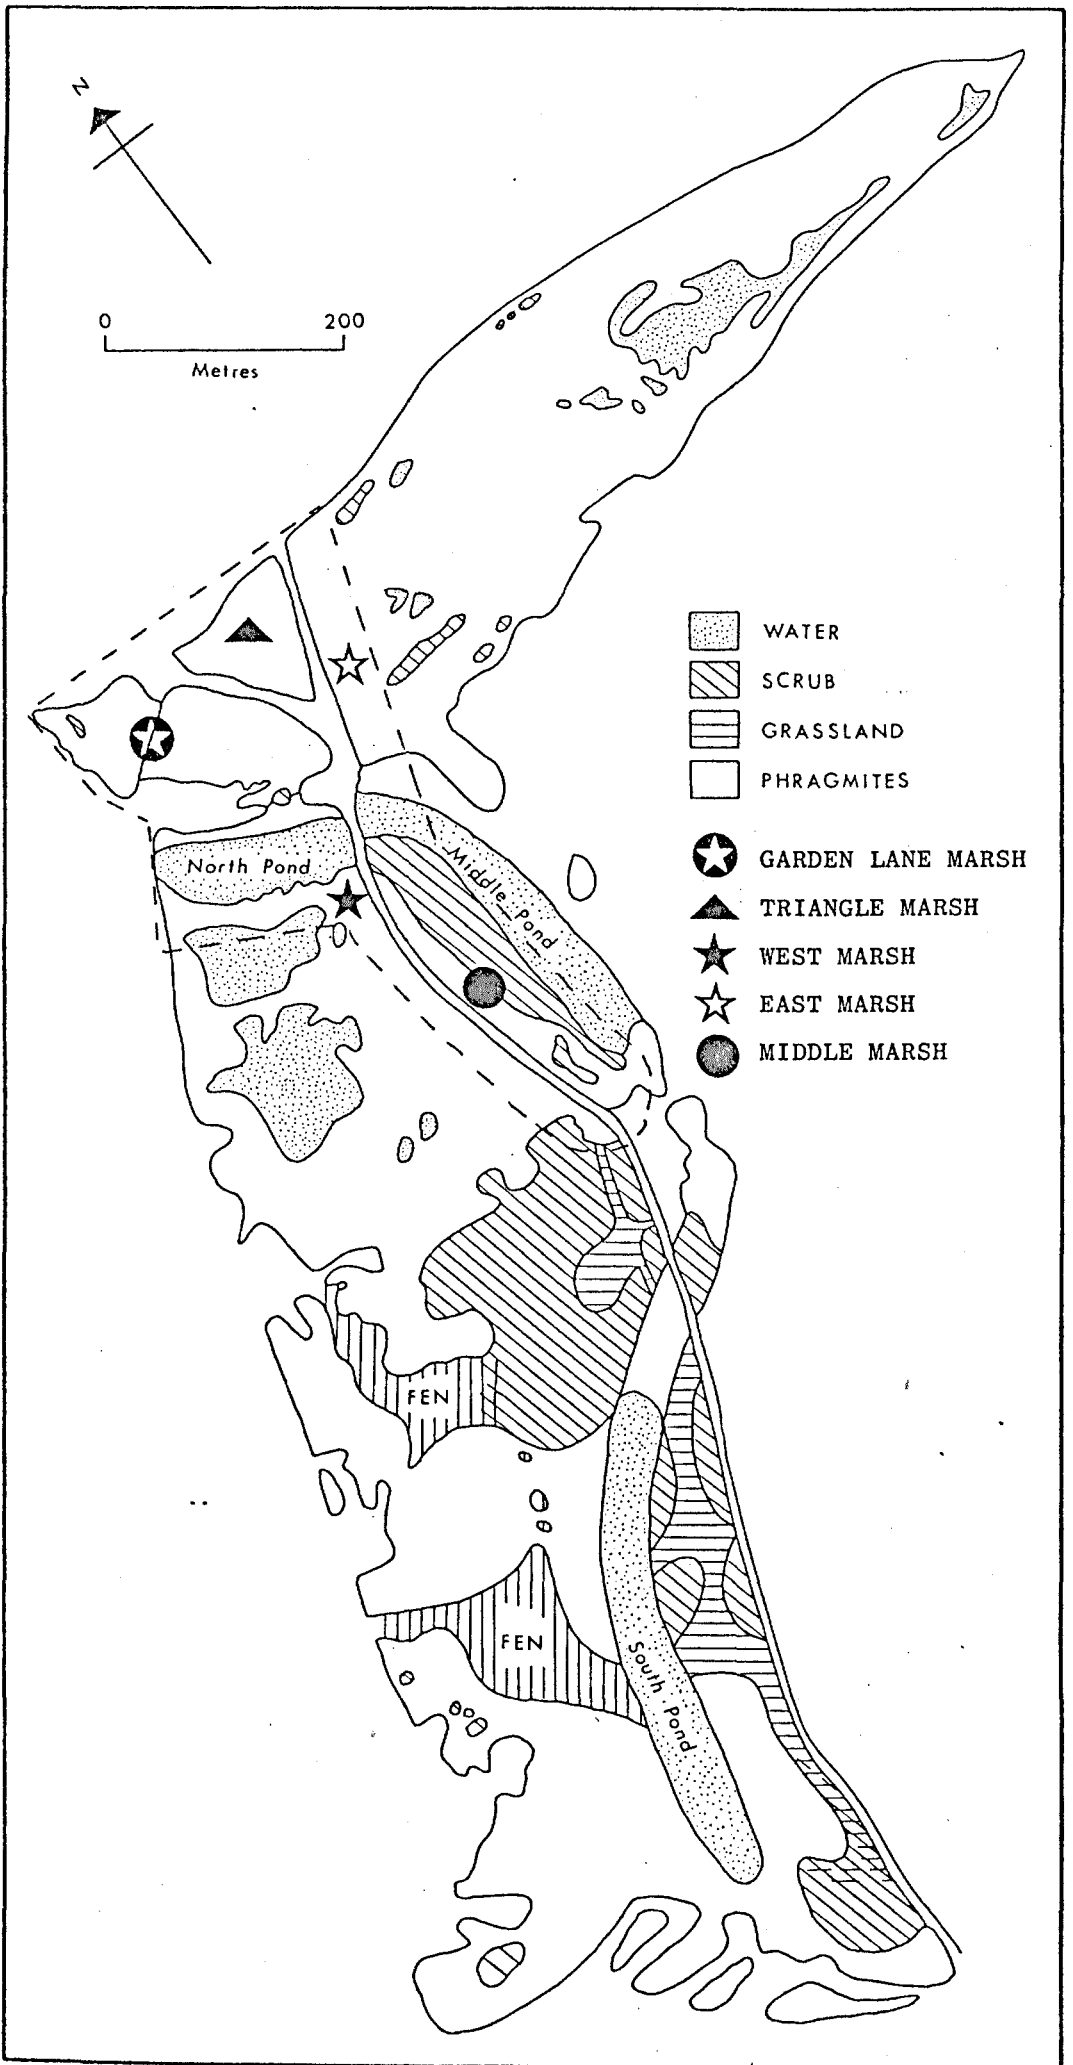 N
0 200
Metres
WATER
SCRUB
GRASSLAND
PHRAGMITES
GARDEN LANE MARSH
TRIANGLE MARSH
WEST MARSH
EAST MARSH
MIDDLE MARSH
North Pond
Middle Pond
FEN
FEN
South Pond